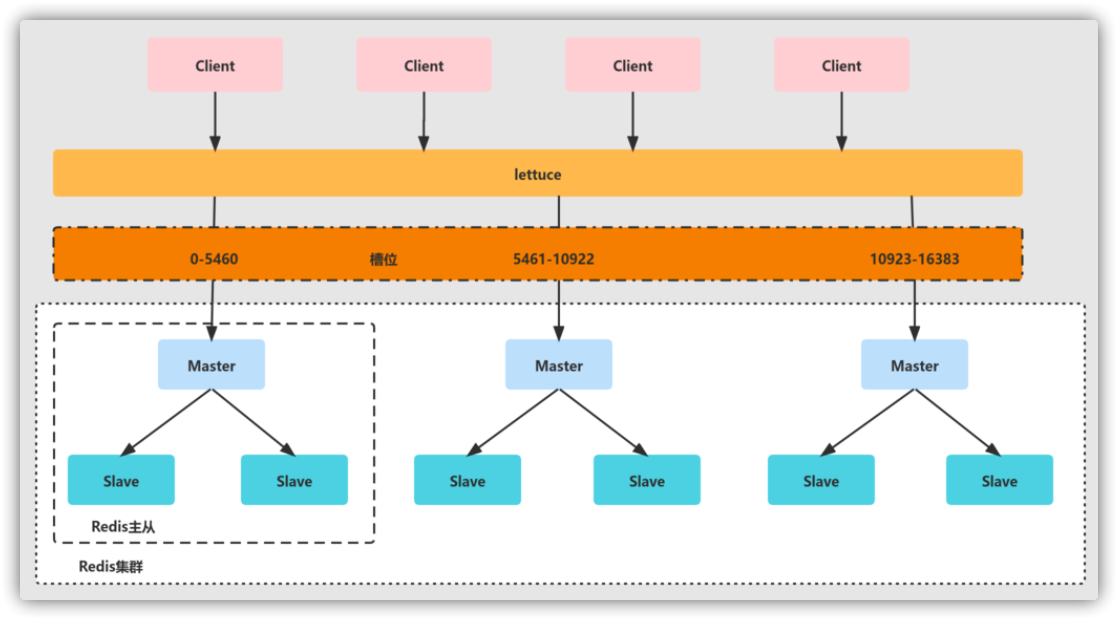 Client
Client
Client
Client
lettuce
0-5460
槽位
5461-10922
10923-16383
Master
Master
Master
Slave
Slave
Slave
Slave
Slave
Slave
Redis主从
Redis集群